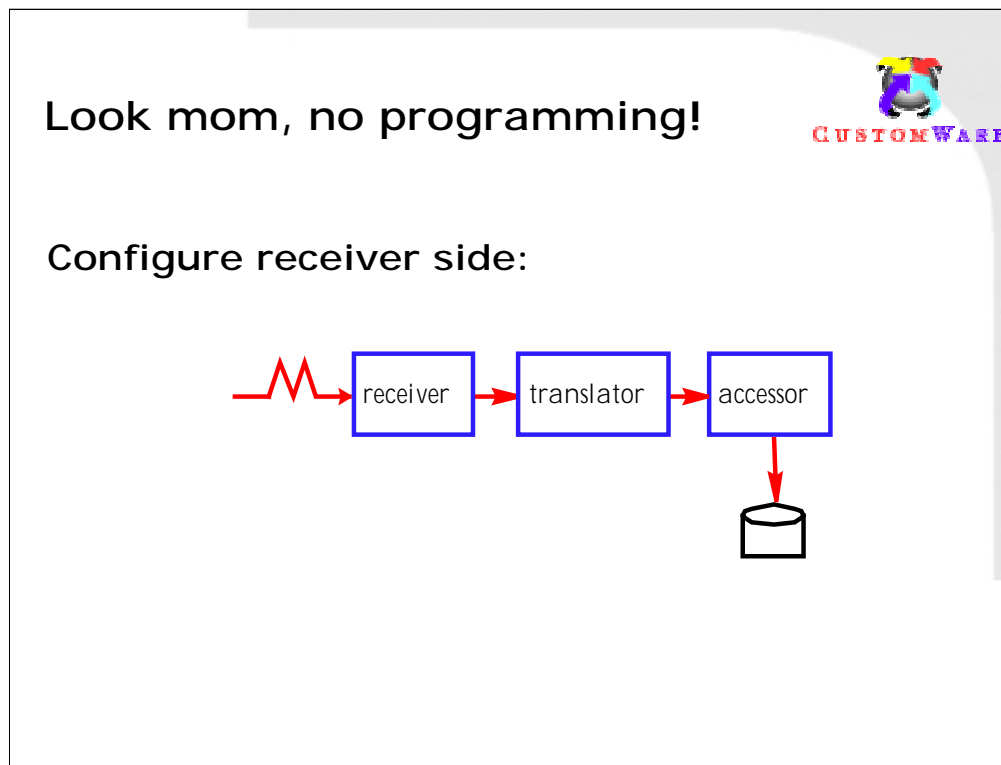 Look mom, no programming!
CUSTOMWARE
Configure receiver side:
receiver
translator
accessor